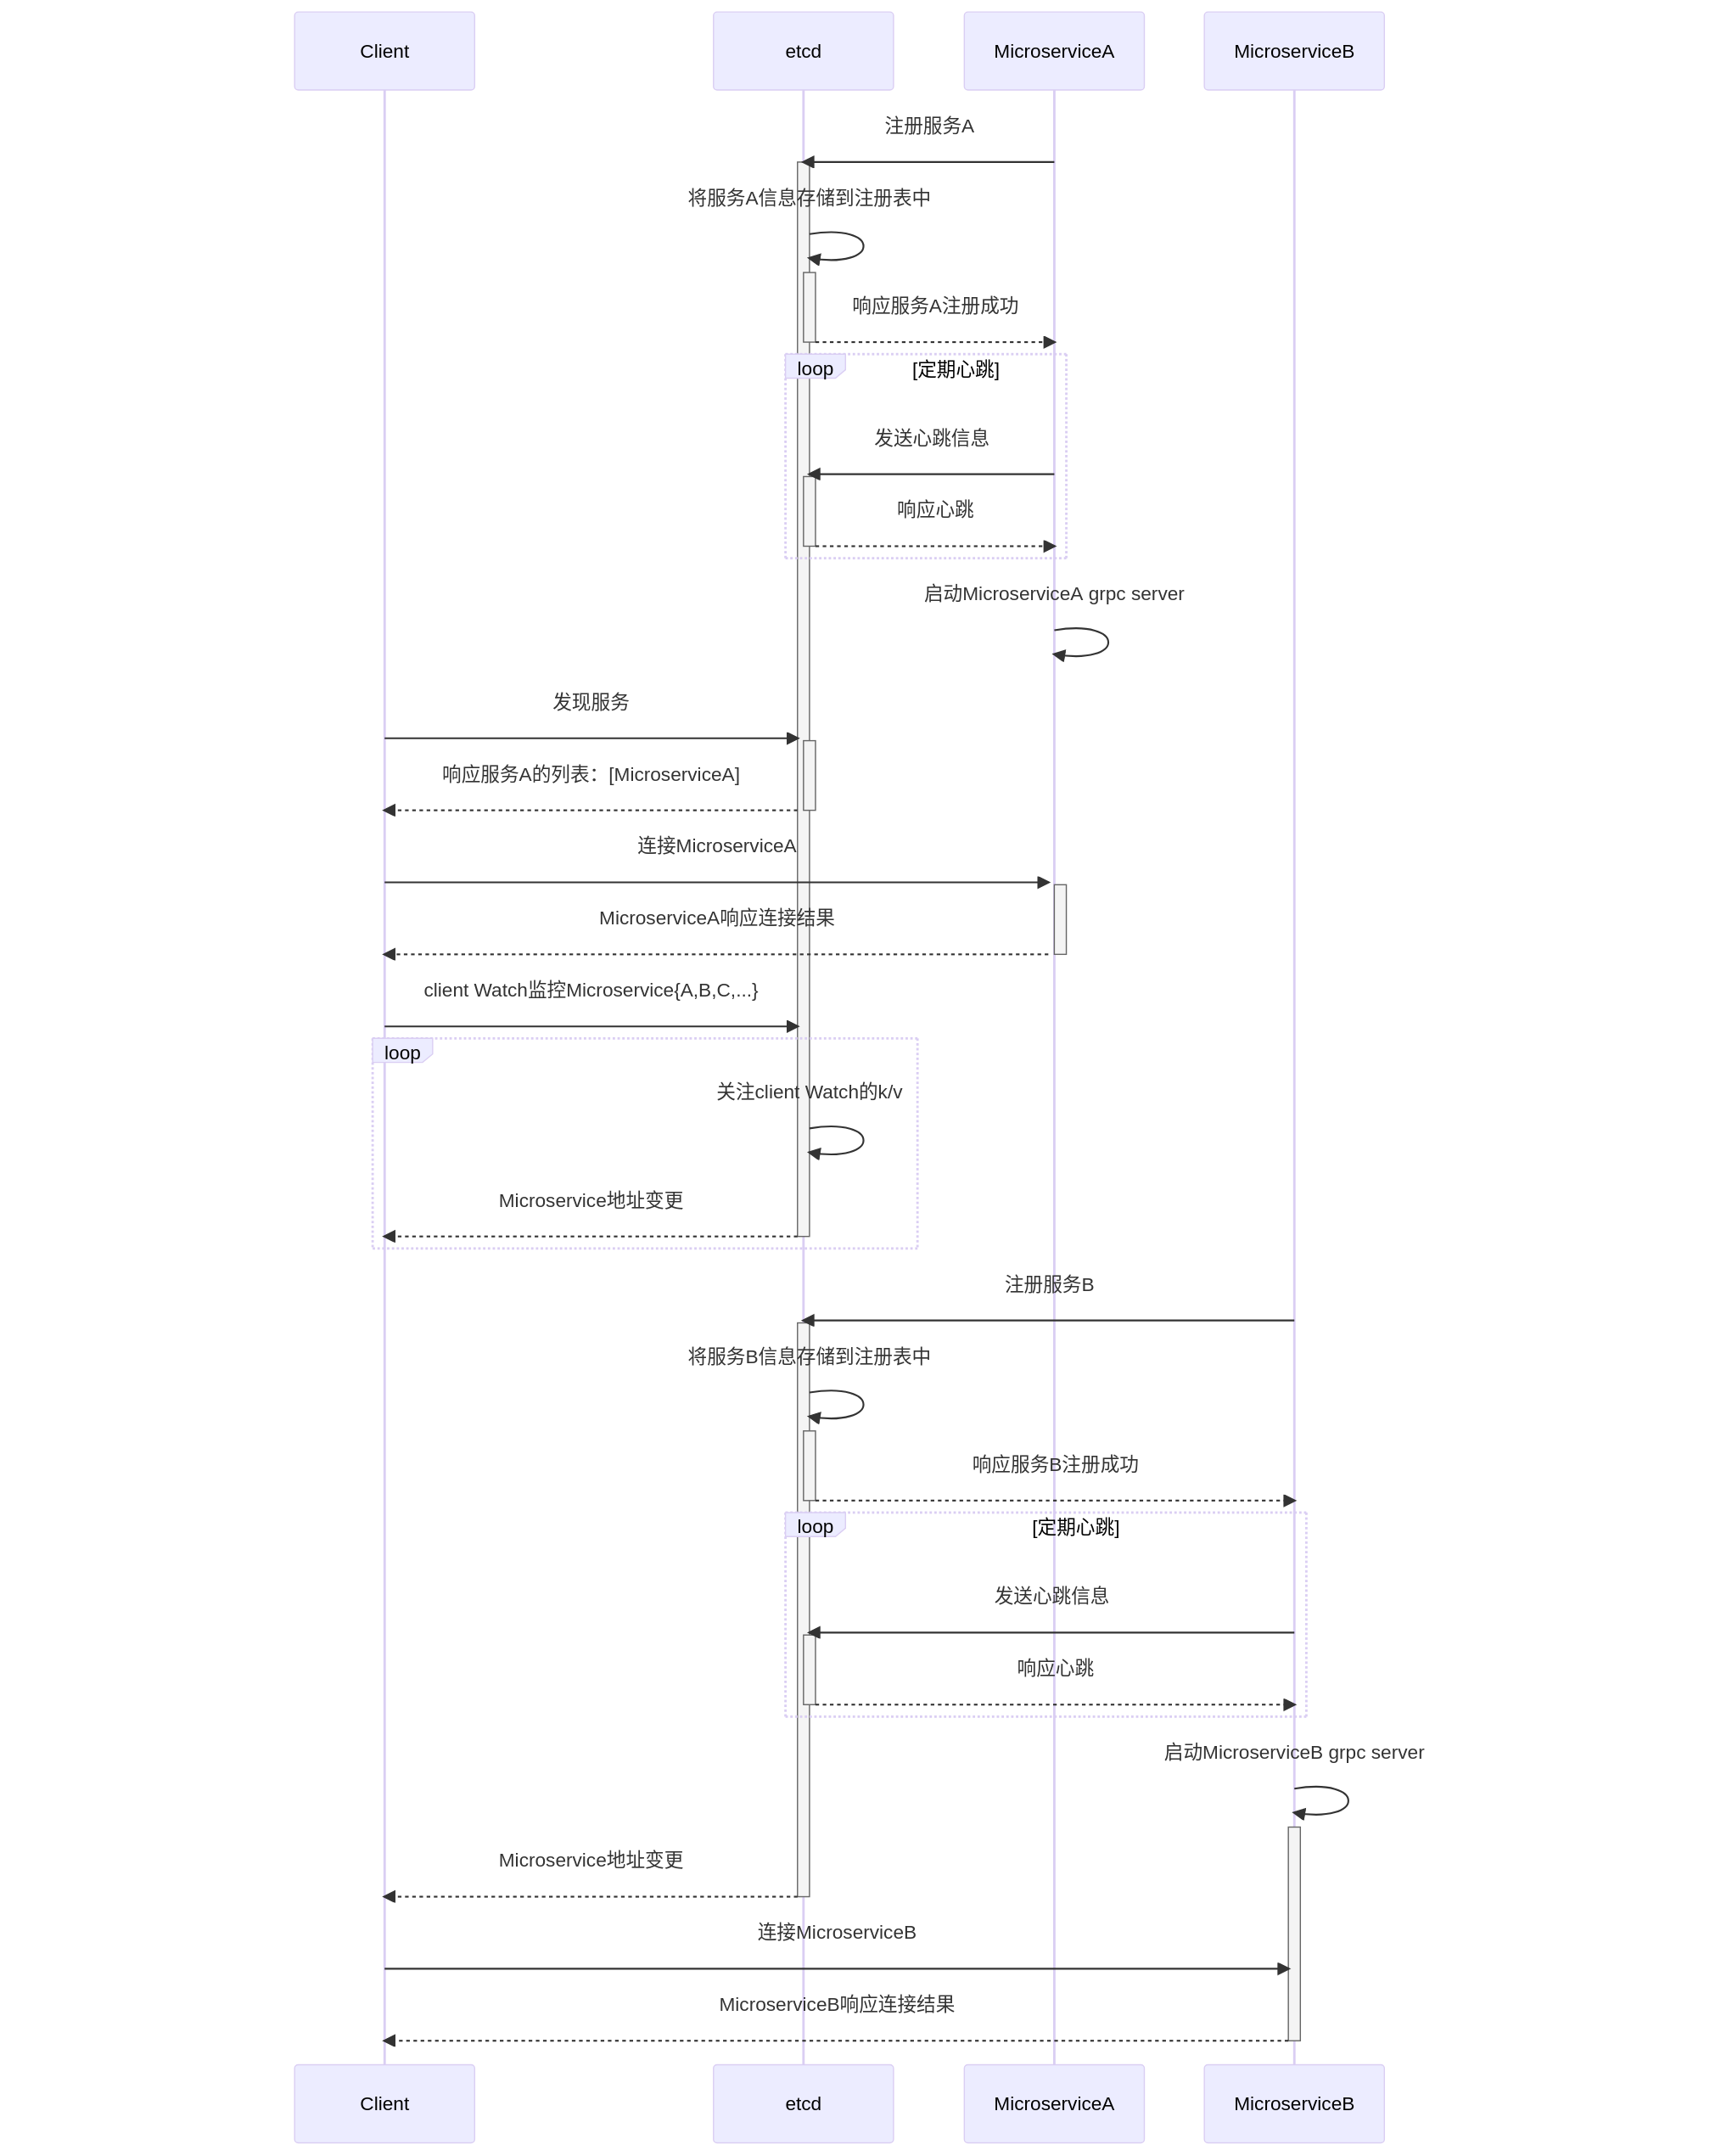 Client
etcd
MicroserviceA
MicroserviceB
注册服务A
将服务A信息存储到注册表中
响应服务A注册成功
loop
[定期心跳]
发送心跳信息
响应心跳
启动MicroserviceA grpc server
发现服务
响应服务A的列表：[MicroserviceA]
连接MicroserviceA
MicroserviceA响应连接结果
client Watch监控Microservice{A,B,C,...}
loop
关注client Watch的k/v
Microservice地址变更
注册服务B
将服务B信息存储到注册表中
响应服务B注册成功
loop
[定期心跳]
发送心跳信息
响应心跳
启动MicroserviceB grpc server
Microservice地址变更
连接MicroserviceB
MicroserviceB响应连接结果
Client
etcd
MicroserviceA
MicroserviceB